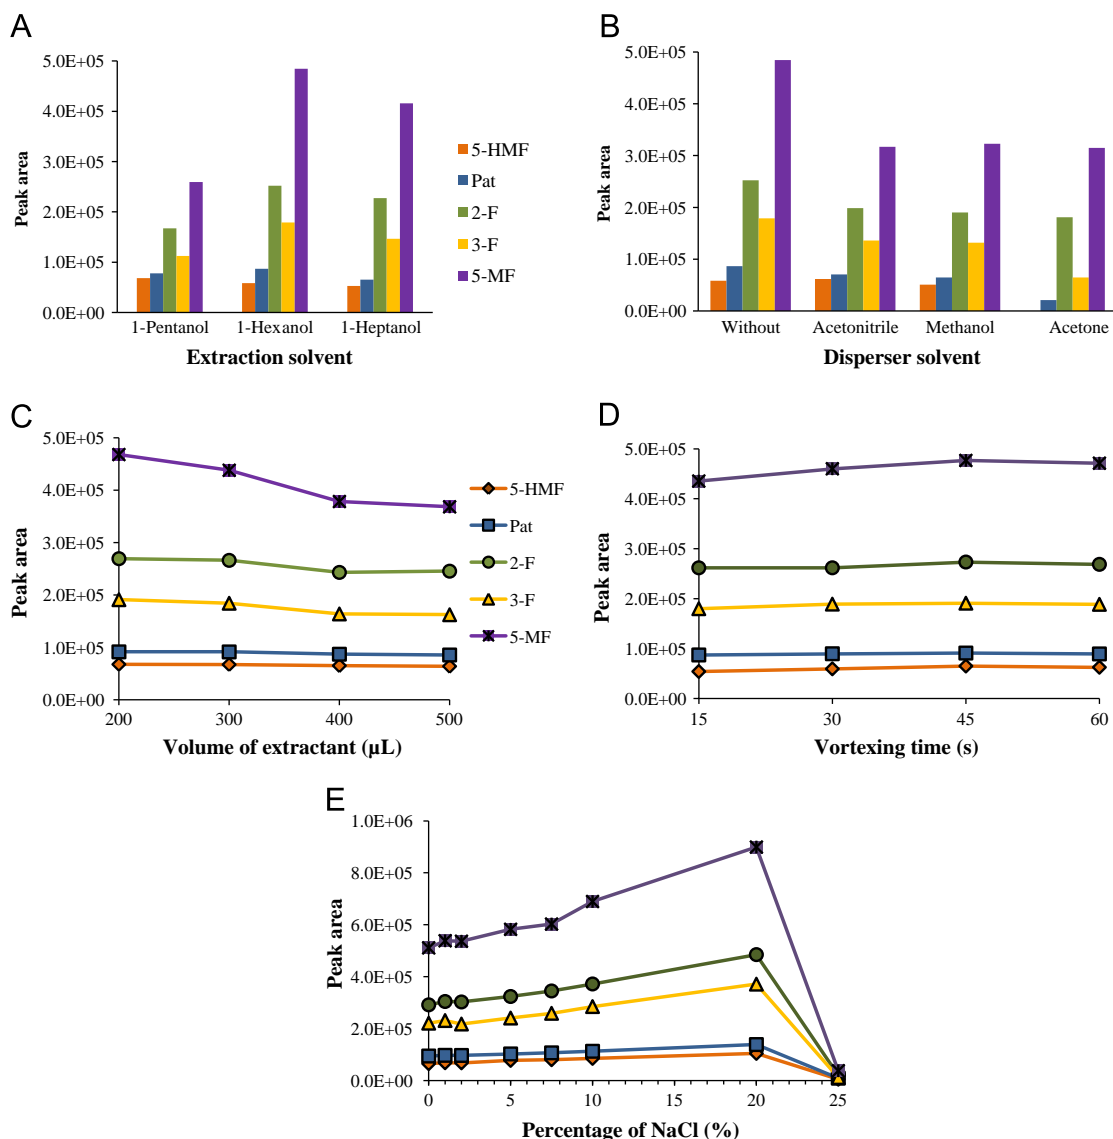 A
5.0E+05
4.0E+05
3.0E+05
2.0E+05
1.0E+05
0.0E+00
Peak area
1-Pentanol 1-Hexanol 1-Heptanol
Extraction solvent
5-HMF
Pat
2-F
3-F
5-MF
B
5.0E+05
4.0E+05
3.0E+05
2.0E+05
1.0E+05
0.0E+00
Peak area
Without Acetonitrile Methanol Acetone
Disperser solvent
C
5.0E+05
4.0E+05
3.0E+05
2.0E+05
1.0E+05
0.0E+00
Peak area
200 300 400 500
Volume of extractant (µL)
5-HMF
Pat
2-F
3-F
5-MF
D
5.0E+05
4.0E+05
3.0E+05
2.0E+05
1.0E+05
0.0E+00
Peak area
15 30 45 60
Vortexing time (s)
E
1.0E+06
8.0E+05
6.0E+05
4.0E+05
2.0E+05
0.0E+00
Peak area
0 5 10 15 20 25
Percentage of NaCl (%)